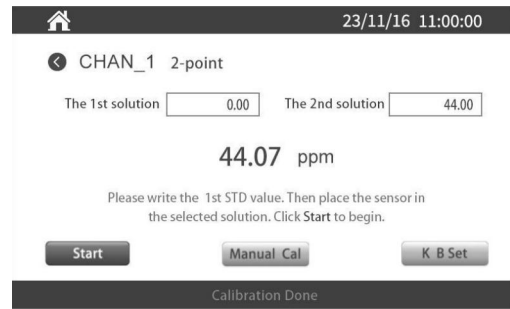 23/11/16 11:00:00
CHAN_1 2-point
The 1st solution 0.00 The 2nd solution 44.00
44.07 ppm
Please write the 1st STD value. Then place the sensor in
the selected solution. Click Start to begin.
Start Manual Cal K B Set
Calibration Done